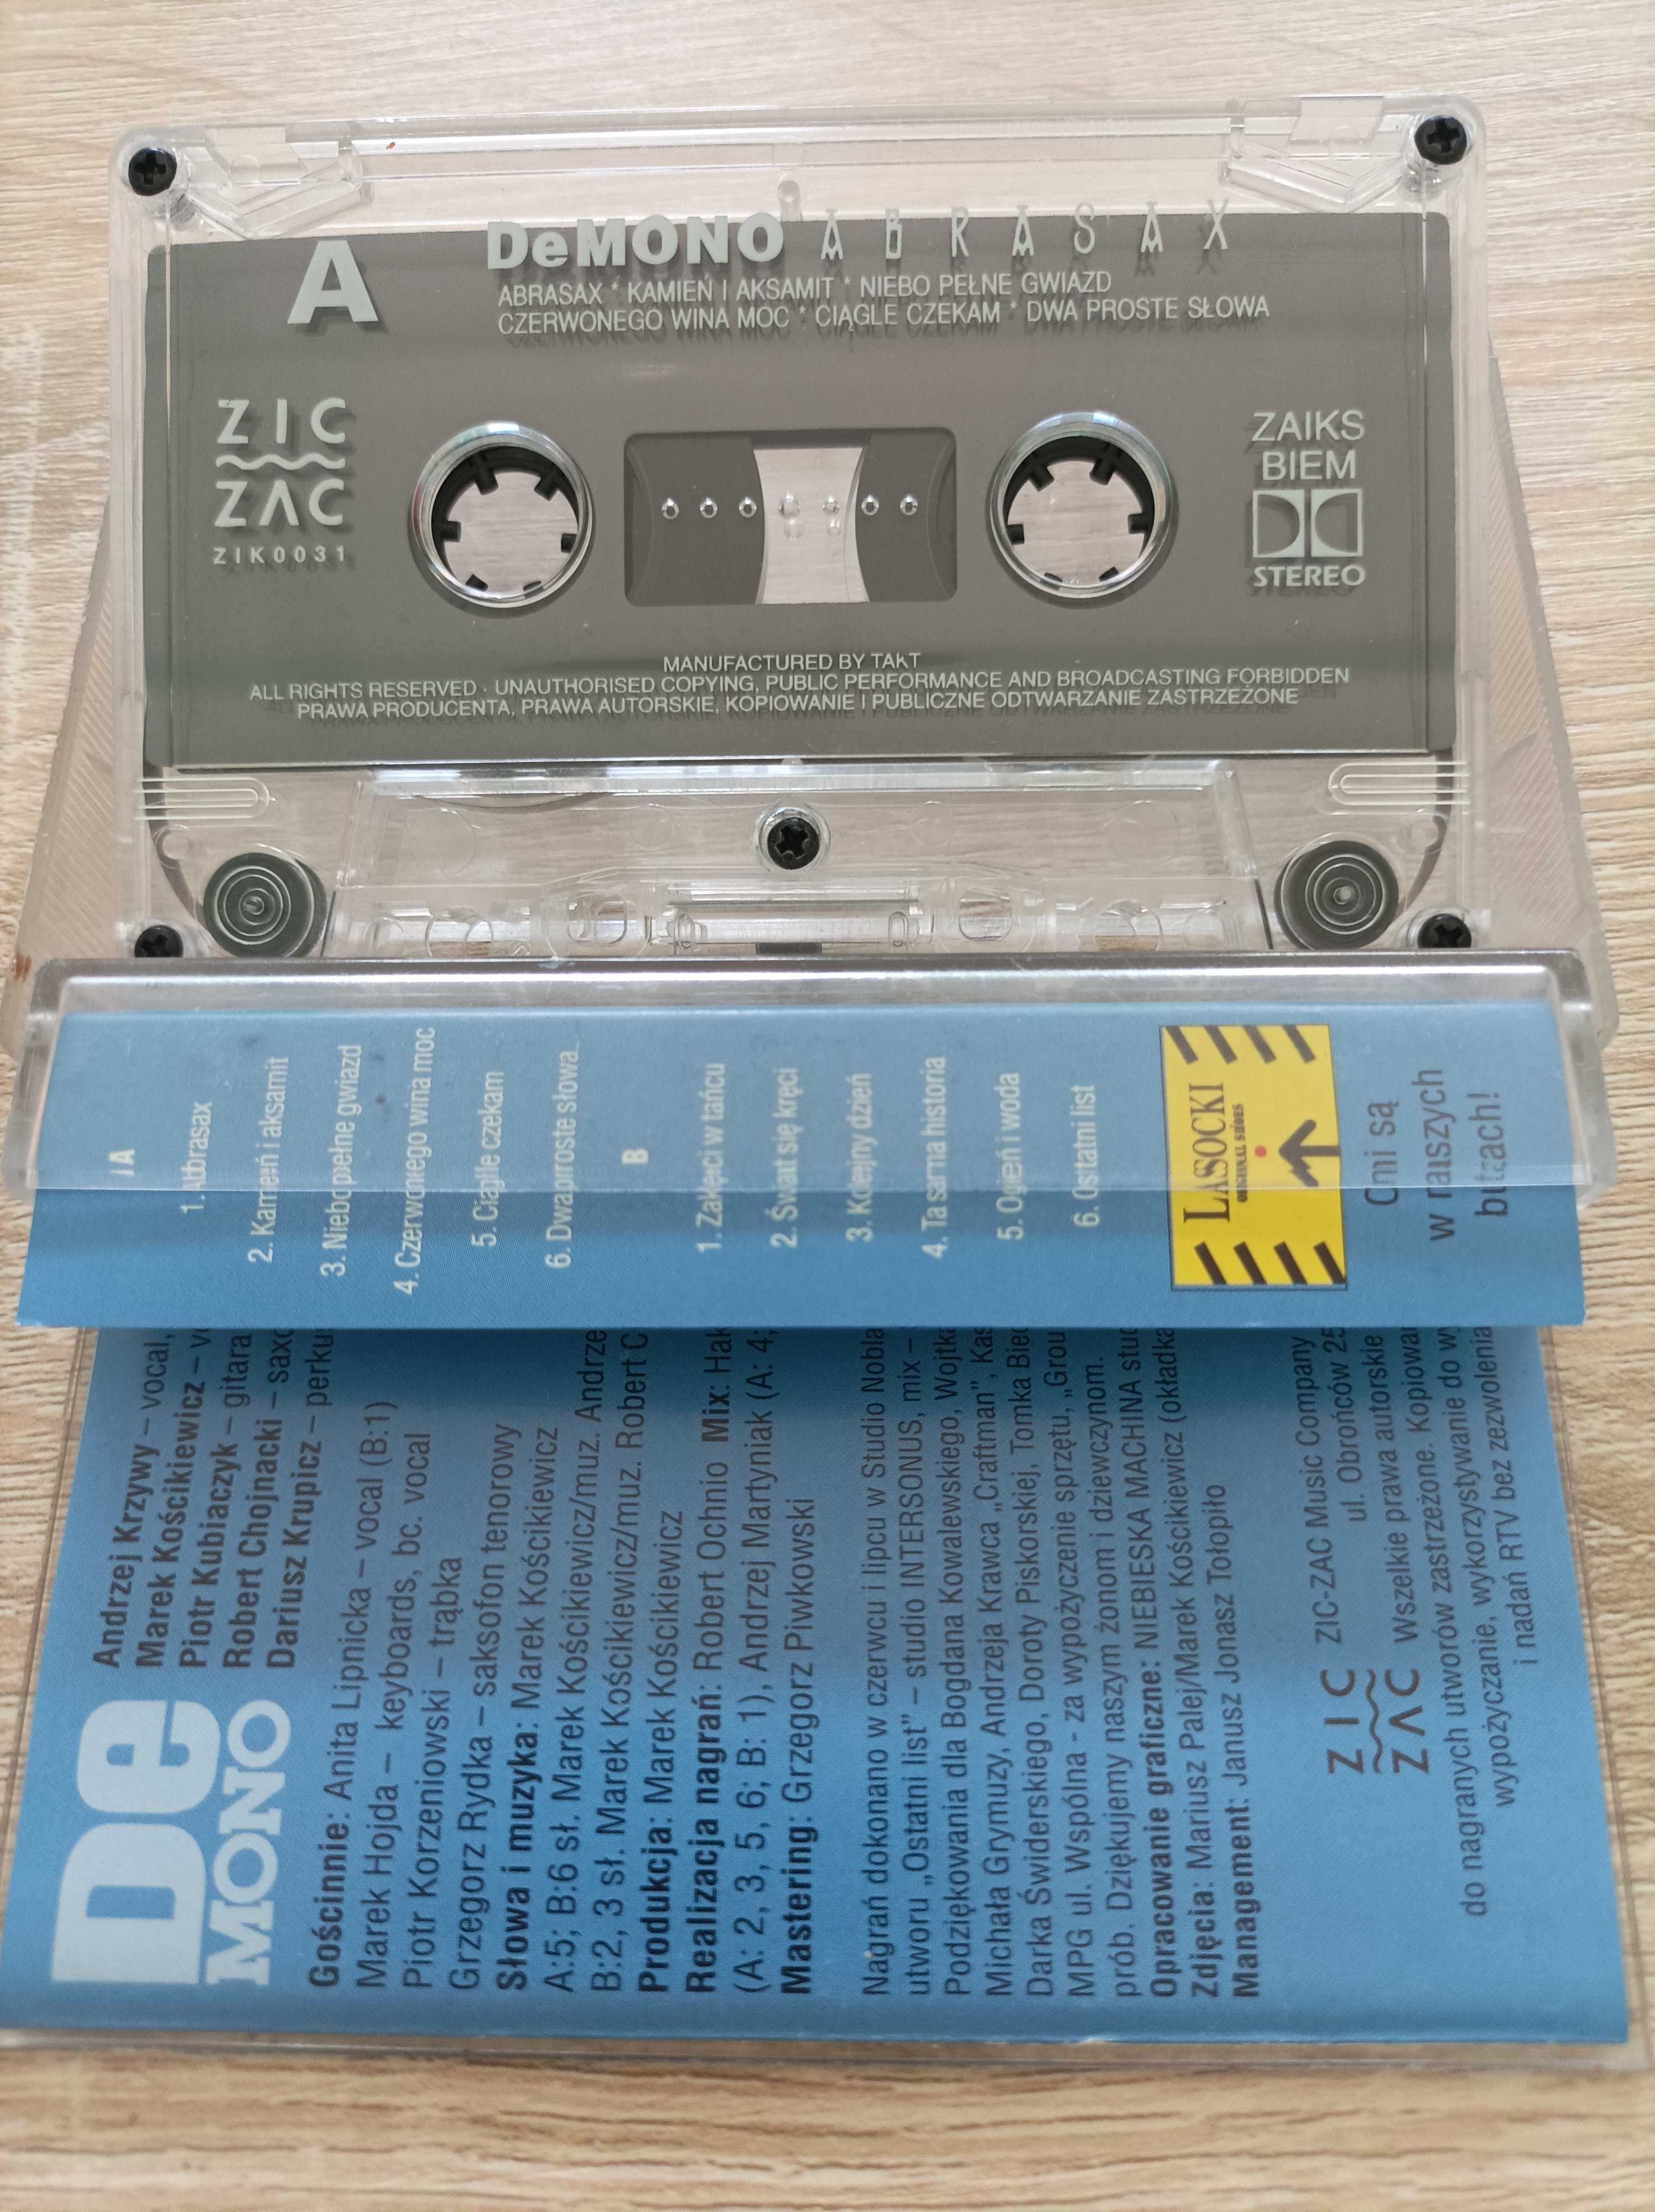 A
DeMONO ABRASAX
ABRASAX * KAMIEŃ I AKSAMIT * NIEBO PEŁNE GWIAZD
CZERWONEGO WINA MOC * CIĄGLE CZEKAM * DWA PROSTE SŁOWA
ZIC
ZAC
ZIK0031
ZAIKS
BIEM
STEREO
MANUFACTURED BY TAKT
ALL RIGHTS RESERVED · UNAUTHORISED COPYING, PUBLIC PERFORMANCE AND BROADCASTING FORBIDDEN
PRAWA PRODUCENTA, PRAWA AUTORSKIE, KOPIOWANIE I PUBLICZNE ODTWARZANIE ZASTRZEŻONE
A
1. Abrasax
2. Kamień i aksamit
3. Niebo pełne gwiazd
4. Czerwonego wina moc
5. Ciągle czekam
6. Dwa proste słowa
B
1. Zaklęci w tańcu
2. Świat się kręci
3. Kolejny dzień
4. Ta sama historia
5. Ogień i woda
6. Ostatni list
LASOCKI
ORIGINAL SHOES
Oni są
w naszych
butach!
De
MONO
Andrzej Krzywy – vocal,
Marek Kościkiewicz –
Piotr Kubiaczyk – gitara
Robert Chojnacki –
Dariusz Krupicz –
Gościnnie: Anita Lipnicka – vocal (B:1)
Marek Hojda – keyboards, bc. vocal
Piotr Korzeniowski – trąbka
Grzegorz Rydka – saksofon tenorowy
Słowa i muzyka: Marek Kościkiewicz
A:5; B:6 sł. Marek Kościkiewicz/muz. Andrze
B:2, 3 sł. Marek Kościkiewicz/muz. Robert C
Produkcja: Marek Kościkiewicz
Realizacja nagrań: Robert Ochnio Mix: Hak
(A: 2, 3, 5, 6; B: 1), Andrzej Martyniak (A: 4;
Mastering: Grzegorz Piwkowski
Nagrań dokonano w czerwcu i lipcu w Studio
utworu „Ostatni list" – studio INTERSONUS, mix –
Podziękowania dla Bogdana Kowalewskiego,
Michała Grymuzy, Andrzeja Krawca „Craftman",
Darka Świderskiego, Doroty Piskorskiej, Tomka
MPG ul. Wspólna - za wypożyczenie sprzętu,
prób. Dziękujemy naszym żonom i dziewczynom.
Opracowanie graficzne: NIEBIESKA MACHINA
Zdjęcia: Mariusz Palej/Marek Kościkiewicz (okładka
Management: Janusz Jonasz Tołopiło
ZIC
ZAC
ZIC-ZAC Music Company
ul. Obrońców 25
Wszelkie prawa autorskie
do nagranych utworów zastrzeżone.
wypożyczanie, wykorzystywanie do
i nadań RTV bez zezwolenia